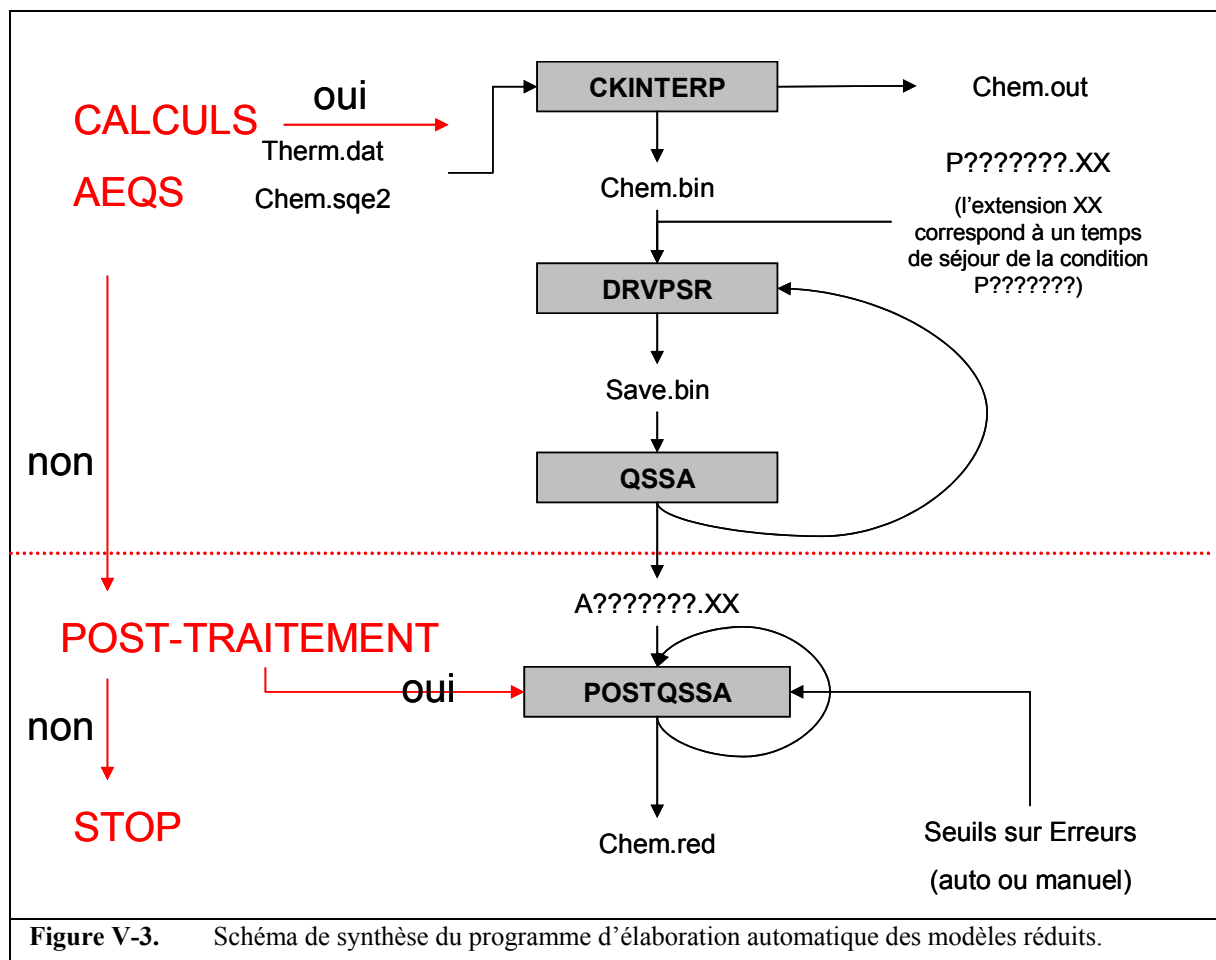 CALCULS
AEQS
oui
Therm.dat
Chem.sqe2
CKINTERP
Chem.out
Chem.bin
P???????.XX
(l'extension XX
correspond à un temps
de séjour de la condition
P???????)
DRVPSR
Save.bin
QSSA
non
A???????.XX
POST-TRAITEMENT
oui
POSTQSSA
non
STOP
Chem.red
Seuils sur Erreurs
(auto ou manuel)
Figure V-3. Schéma de synthèse du programme d'élaboration automatique des modèles réduits.